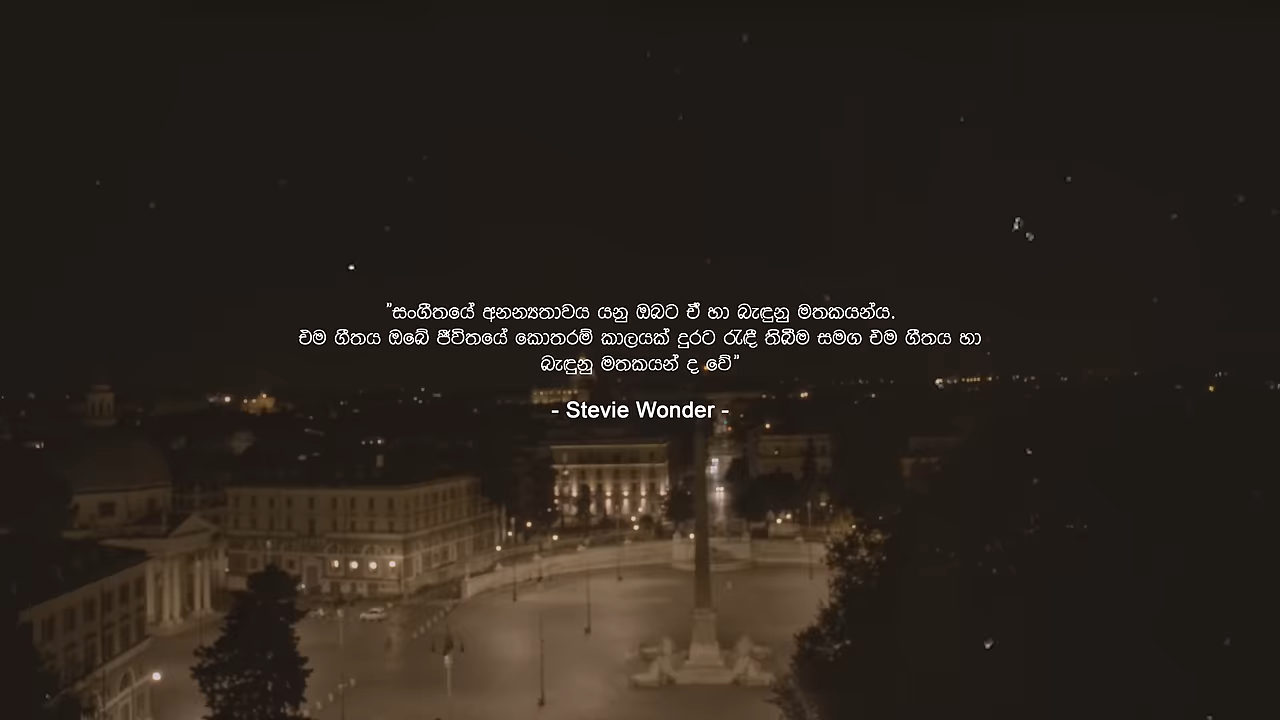 ”සංගීතයේ අනන්‍යතාවය යනු ඔබට ඒ හා බැඳුනු මතකයන්ය.
එම ගීතය ඔබේ ජීවිතයේ කොතරම් කාලයක් දුරට රැඳී තිබීම සමග එම ගීතය හා
බැඳුනු මතකයන් ද වේ”
- Stevie Wonder -